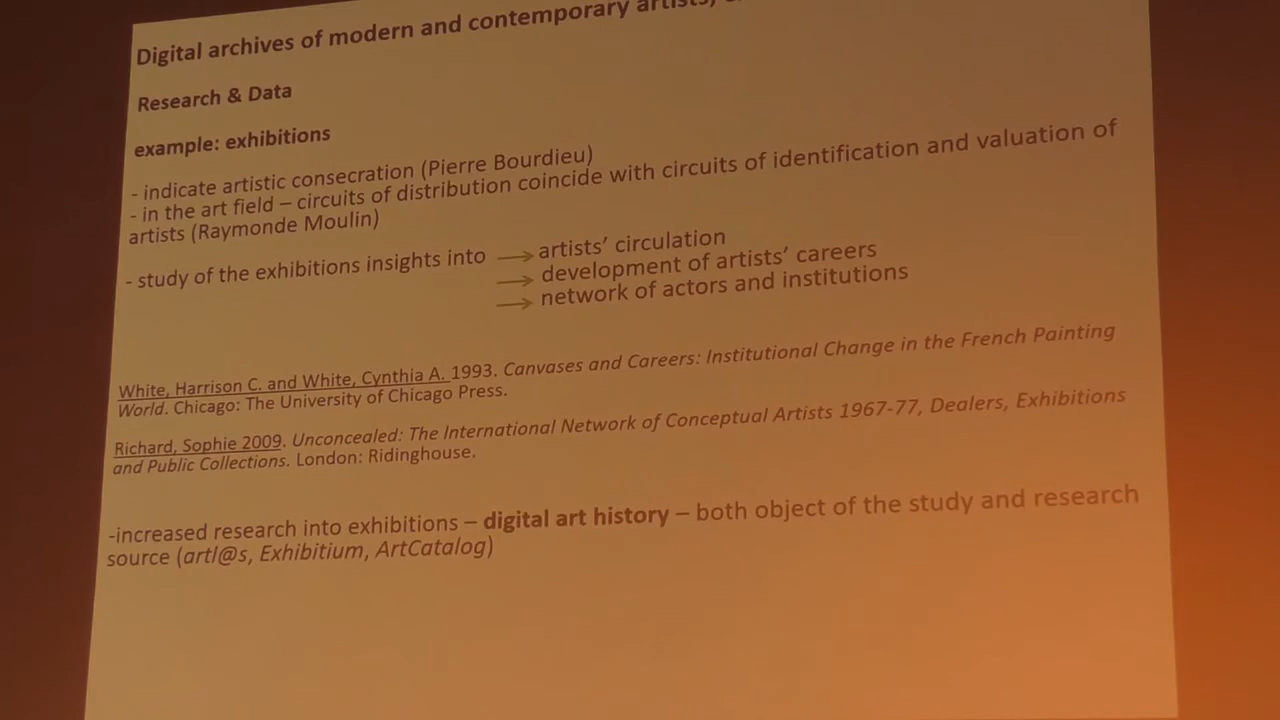 Digital archives of modern and contemporary artists,
Research & Data
example: exhibitions
- indicate artistic consecration (Pierre Bourdieu)
- in the art field – circuits of distribution coincide with circuits of identification and valuation of
artists (Raymonde Moulin)
- study of the exhibitions insights into → artists’ circulation
→ development of artists’ careers
→ network of actors and institutions
White, Harrison C. and White, Cynthia A. 1993. Canvases and Careers: Institutional Change in the French Painting
World. Chicago: The University of Chicago Press.
Richard, Sophie 2009. Unconcealed: The International Network of Conceptual Artists 1967-77, Dealers, Exhibitions
and Public Collections. London: Ridinghouse.
-increased research into exhibitions – digital art history – both object of the study and research
source (artl@s, Exhibitium, ArtCatalog)